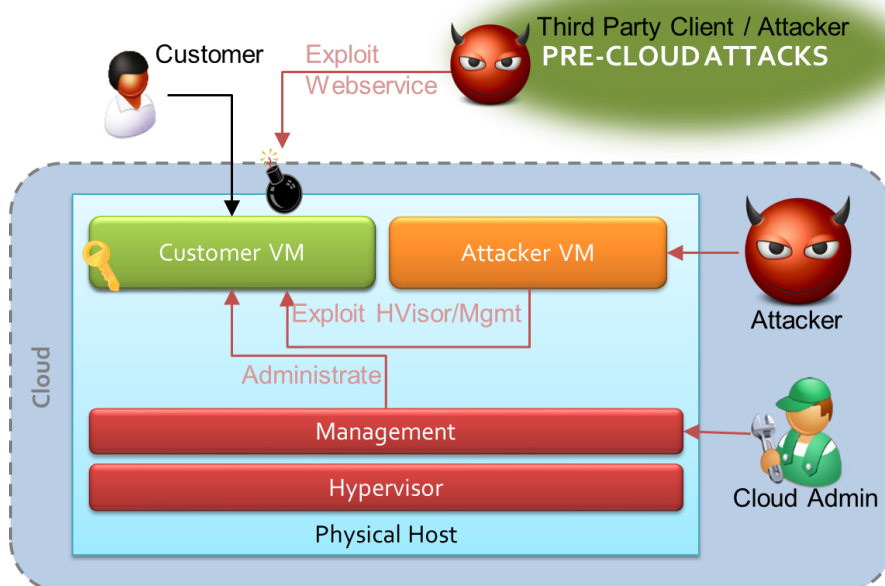 Third Party Client / Attacker
PRE-CLOUD ATTACKS
Customer
Exploit
Webservice
Customer VM
Attacker VM
Exploit HVisor/Mgmt
Attacker
Administrate
Cloud
Management
Hypervisor
Cloud Admin
Physical Host